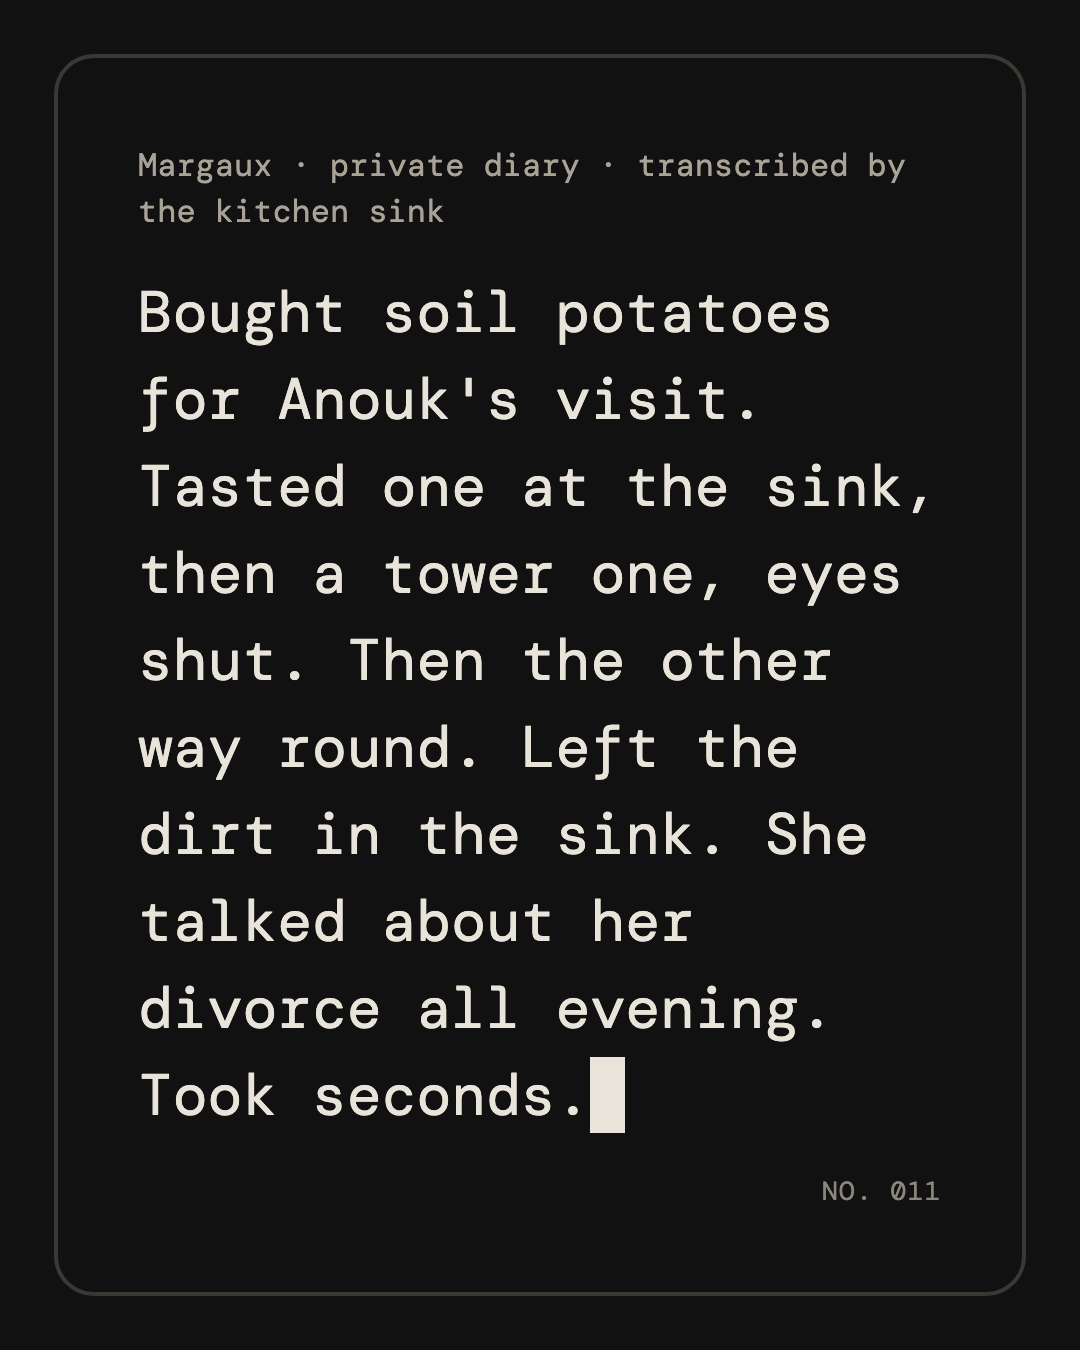 Margaux · private diary · transcribed by
the kitchen sink
Bought soil potatoes
for Anouk's visit.
Tasted one at the sink,
then a tower one, eyes
shut. Then the other
way round. Left the
dirt in the sink. She
talked about her
divorce all evening.
Took seconds.
NO. 011